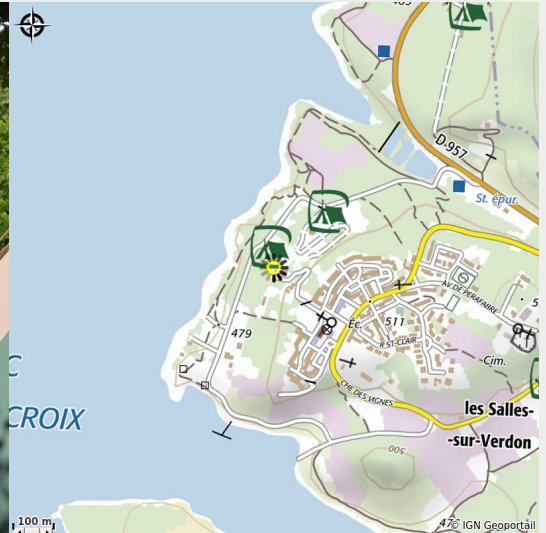 D 957
St. épur.
AV. DE PERAFABRE
Éc.
511
479
R ST-CLAIR
Cim.
C
CROIX
CHE DES VIGNES
les Salles-
-sur-Verdon
500
100 m
© IGN Geoportail